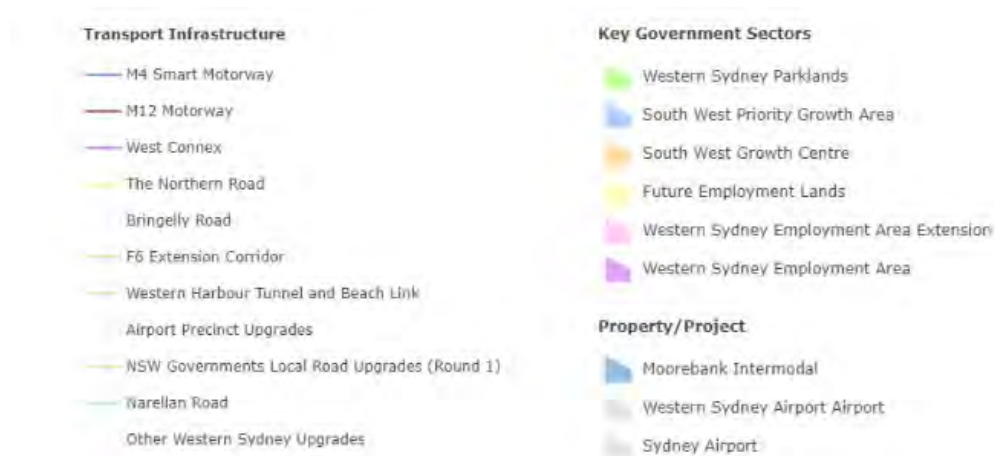 Transport Infrastructure
M4 Smart Motorway
M12 Motorway
West Connex
The Northern Road
Bringelly Road
F6 Extension Corridor
Western Harbour Tunnel and Beach Link
Airport Precinct Upgrades
NSW Governments Local Road Upgrades (Round 1)
Narellan Road
Other Western Sydney Upgrades
Key Government Sectors
Western Sydney Parklands
South West Priority Growth Area
South West Growth Centre
Future Employment Lands
Western Sydney Employment Area Extension
Western Sydney Employment Area
Property/Project
Moorebank Intermodal
Western Sydney Airport Airport
Sydney Airport